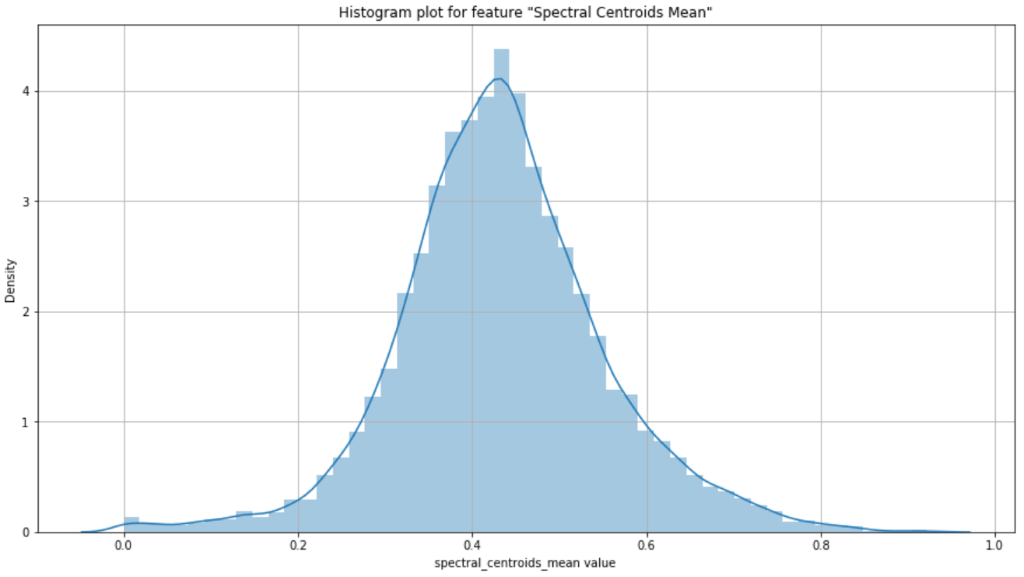 Histogram plot for feature "Spectral Centroids Mean"
Density
4
3
2
1
0
0.0 0.2 0.4 0.6 0.8 1.0
spectral_centroids_mean value